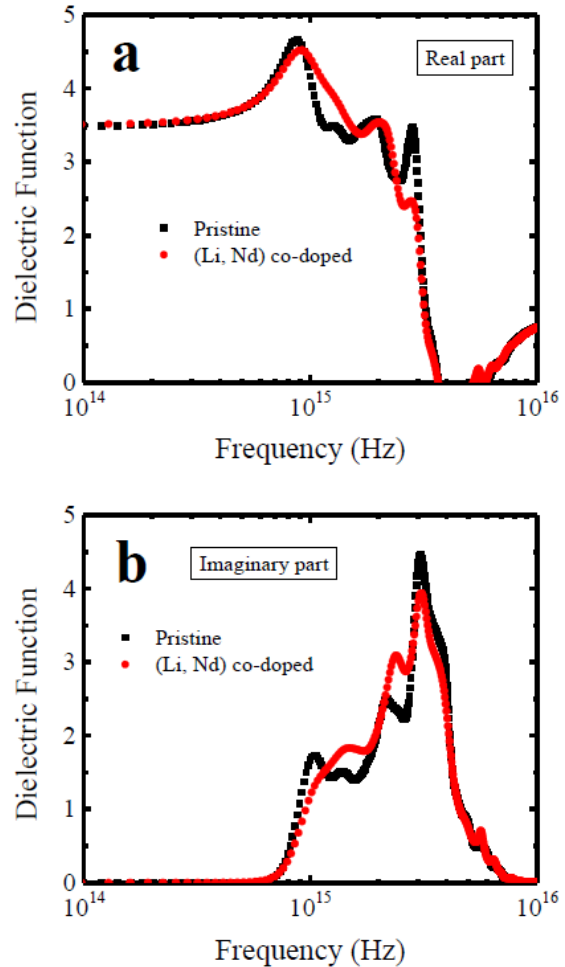 5
4
3
2
1
0
Dielectric Function
a
Real part
Pristine
(Li, Nd) co-doped
10^14
10^15
10^16
Frequency (Hz)
5
4
3
2
1
0
Dielectric Function
b
Imaginary part
Pristine
(Li, Nd) co-doped
10^14
10^15
10^16
Frequency (Hz)